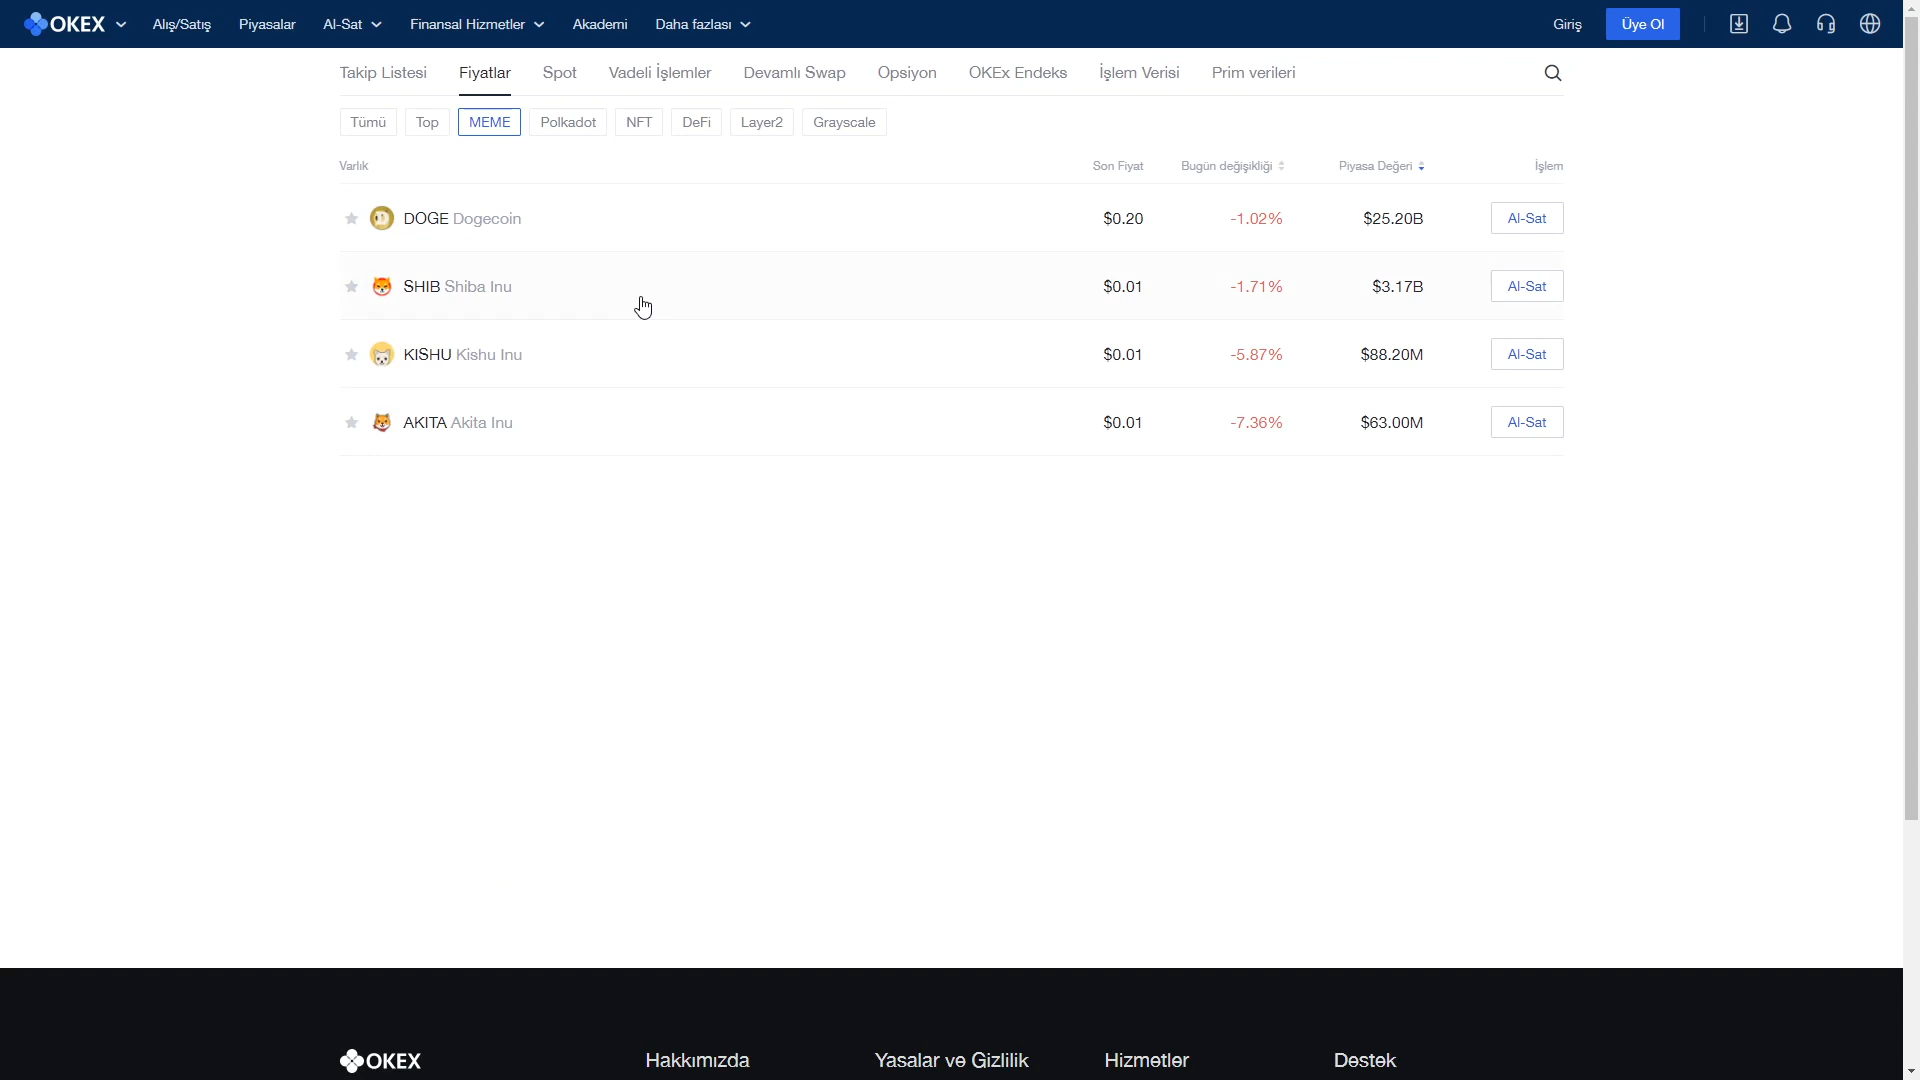 OKEX Alış/Satış Piyasalar Al-Sat Finansal Hizmetler Akademi Daha fazlası Giriş Üye Ol
Takip Listesi Fiyatlar Spot Vadeli İşlemler Devamlı Swap Opsiyon OKEx Endeks İşlem Verisi Prim verileri
Tümü Top MEME Polkadot NFT DeFi Layer2 Grayscale
Varlık Son Fiyat Bugün değişikliği Piyasa Değeri İşlem
DOGE Dogecoin $0.20 -1.02% $25.20B Al-Sat
SHIB Shiba Inu $0.01 -1.71% $3.17B Al-Sat
KISHU Kishu Inu $0.01 -5.87% $88.20M Al-Sat
AKITA Akita Inu $0.01 -7.36% $63.00M Al-Sat
OKEX Hakkımızda Yasalar ve Gizlilik Hizmetler Destek